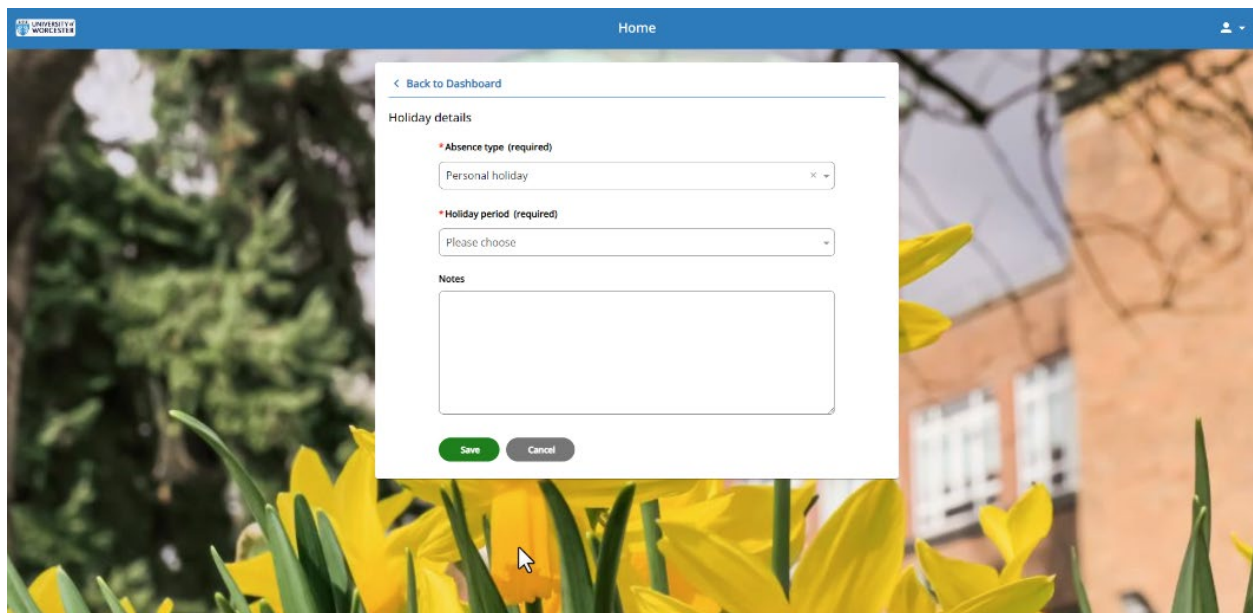 UNIVERSITY of
WORCESTER
Home
< Back to Dashboard
Holiday details
*Absence type (required)
Personal holiday
*Holiday period (required)
Please choose
Notes
Save
Cancel